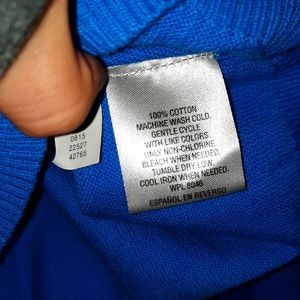 0815
22527
42765
100% COTTON
MACHINE WASH COLD.
GENTLE CYCLE
WITH LIKE COLORS.
ONLY NON-CHLORINE
BLEACH WHEN NEEDED.
TUMBLE DRY LOW.
COOL IRON WHEN NEEDED.
WPL 8046
ESPAÑOL EN REVERSO